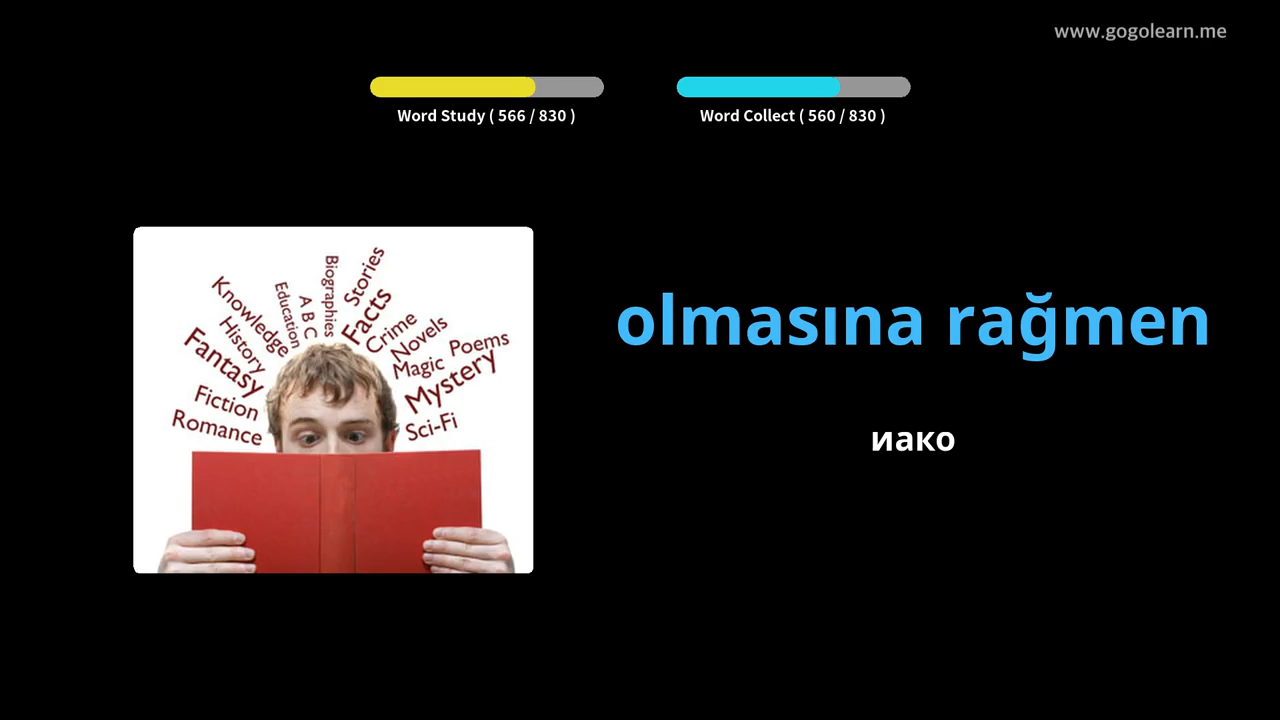 www.gogolearn.me
Word Study ( 566 / 830 )
Word Collect ( 560 / 830 )
Knowledge
History
Fantasy
Fiction
Romance
Education
A B C
Biographies
Stories
Facts
Crime
Novels
Magic
Poems
Mystery
Sci-Fi
olmasına rağmen
иако